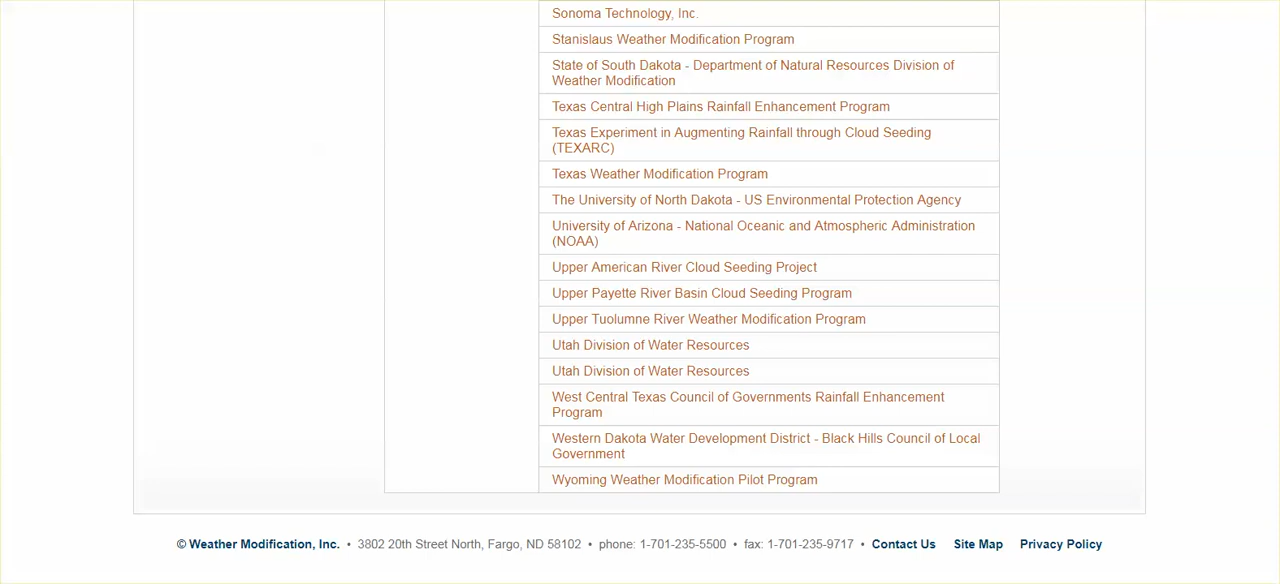 Sonoma Technology, Inc.
Stanislaus Weather Modification Program
State of South Dakota - Department of Natural Resources Division of
Weather Modification
Texas Central High Plains Rainfall Enhancement Program
Texas Experiment in Augmenting Rainfall through Cloud Seeding
(TEXARC)
Texas Weather Modification Program
The University of North Dakota - US Environmental Protection Agency
University of Arizona - National Oceanic and Atmospheric Administration
(NOAA)
Upper American River Cloud Seeding Project
Upper Payette River Basin Cloud Seeding Program
Upper Tuolumne River Weather Modification Program
Utah Division of Water Resources
Utah Division of Water Resources
West Central Texas Council of Governments Rainfall Enhancement
Program
Western Dakota Water Development District - Black Hills Council of Local
Government
Wyoming Weather Modification Pilot Program
© Weather Modification, Inc. • 3802 20th Street North, Fargo, ND 58102 • phone: 1-701-235-5500 • fax: 1-701-235-9717 • Contact Us Site Map Privacy Policy